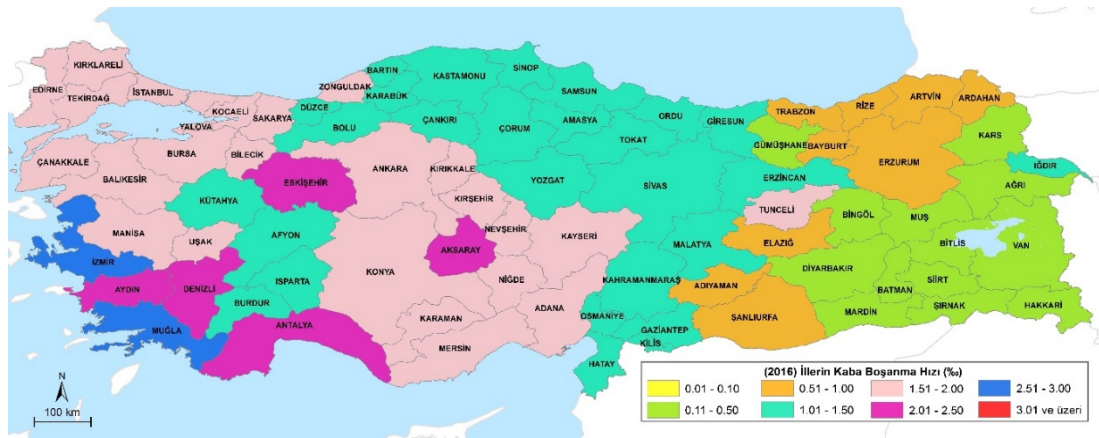 KIRKLARELİ
EDİRNE
TEKİRDAĞ
İSTANBUL
KOCAELİ
SAKARYA
YALOVA
ZONGULDAK
BARTIN
KARABÜK
KASTAMONU
SİNOP
SAMSUN
DÜZCE
BOLU
ÇANKIRI
ÇORUM
AMASYA
ORDU
GİRESUN
TOKAT
TRABZON
RİZE
ARTVİN
ARDAHAN
GÜMÜŞHANE
BAYBURT
ERZURUM
KARS
IĞDIR
ÇANAKKALE
BALIKESİR
BURSA
BİLECİK
ESKİŞEHİR
ANKARA
KIRIKKALE
YOZGAT
SİVAS
ERZİNCAN
AĞRI
KÜTAHYA
KIRŞEHİR
NEVŞEHİR
KAYSERİ
TUNCELİ
BİNGÖL
MUŞ
BİTLİS
VAN
MANİSA
UŞAK
AFYON
AKSARAY
MALATYA
ELAZIĞ
İZMİR
KONYA
NİĞDE
KAHRAMANMARAŞ
DİYARBAKIR
BATMAN
SİİRT
AYDIN
DENİZLİ
ISPARTA
BURDUR
ADIYAMAN
MARDİN
ŞIRNAK
HAKKARİ
MUĞLA
ANTALYA
KARAMAN
ADANA
OSMANİYE
GAZİANTEP
ŞANLIURFA
MERSİN
KİLİS
HATAY
N
100 km
(2016) İllerin Kaba Boşanma Hızı (‰)
0.01 - 0.10
0.51 - 1.00
1.51 - 2.00
2.51 - 3.00
0.11 - 0.50
1.01 - 1.50
2.01 - 2.50
3.01 ve üzeri